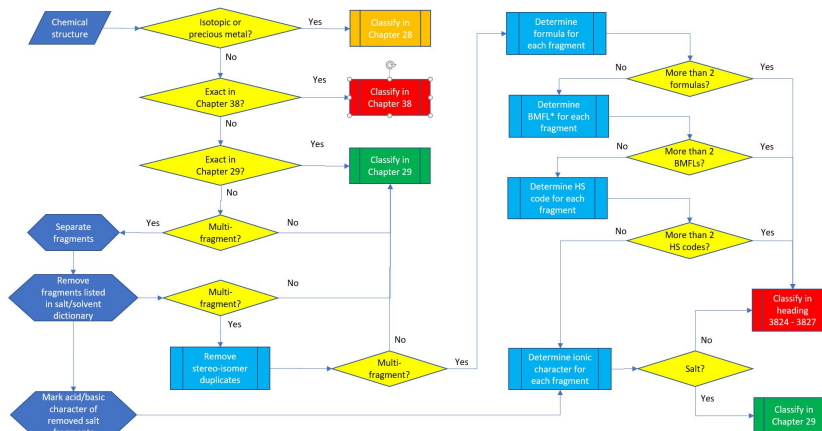 Chemical
structure
Isotopic or
precious metal?
Yes
Classify in
Chapter 28
No
Exact in
Chapter 38?
Yes
Classify in
Chapter 38
No
Exact in
Chapter 29?
Yes
Classify in
Chapter 29
No
Multi-
fragment?
Yes
No
Separate
fragments
Remove
fragments listed
in salt/solvent
dictionary
Multi-
fragment?
No
Yes
Remove
stereo-isomer
duplicates
Multi-
fragment?
No
Yes
Mark acid/basic
character of
removed salt
Determine
formula for
each fragment
More than 2
formulas?
No
Yes
Determine
BMFL* for each
fragment
More than 2
BMFLs?
No
Yes
Determine HS
code for each
fragment
More than 2
HS codes?
No
Yes
Classify in
heading
3824 - 3827
Determine ionic
character for
each fragment
Salt?
No
Yes
Classify in
Chapter 29